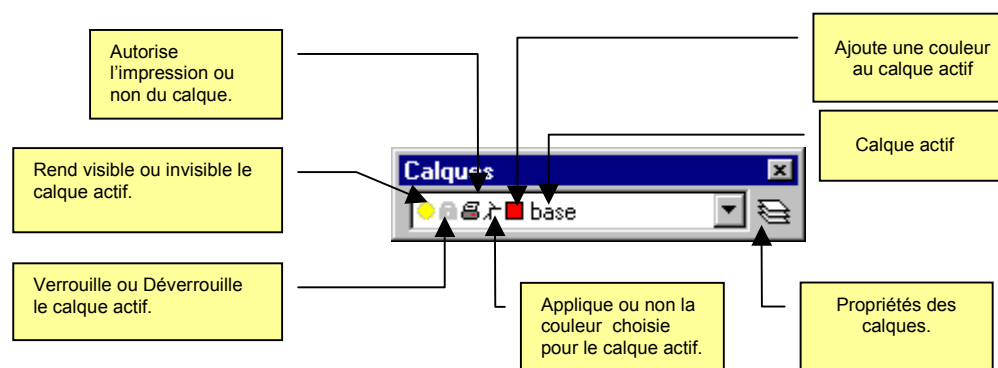 Autorise
l'impression ou
non du calque.
Ajoute une couleur
au calque actif
Calque actif
Rend visible ou invisible le
calque actif.
Calques
base
Verrouille ou Déverrouille
le calque actif.
Applique ou non la
couleur choisie
pour le calque actif.
Propriétés des
calques.